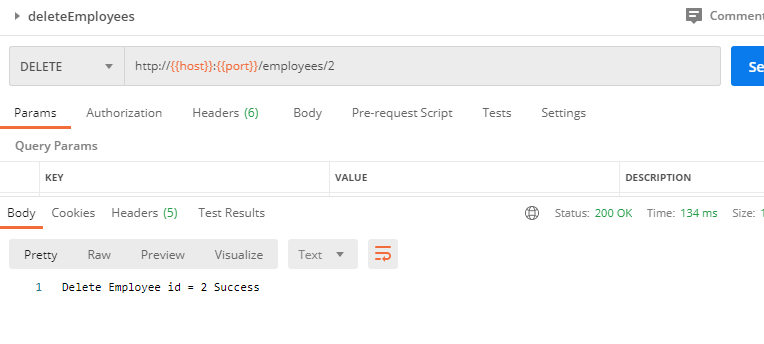 deleteEmployees
Comment
DELETE
http://{{host}}:{{port}}/employees/2
Se
Params Authorization Headers (6) Body Pre-request Script Tests Settings
Query Params
KEY VALUE DESCRIPTION
Body Cookies Headers (5) Test Results Status: 200 OK Time: 134 ms Size: 1
Pretty Raw Preview Visualize Text
1 Delete Employee id = 2 Success